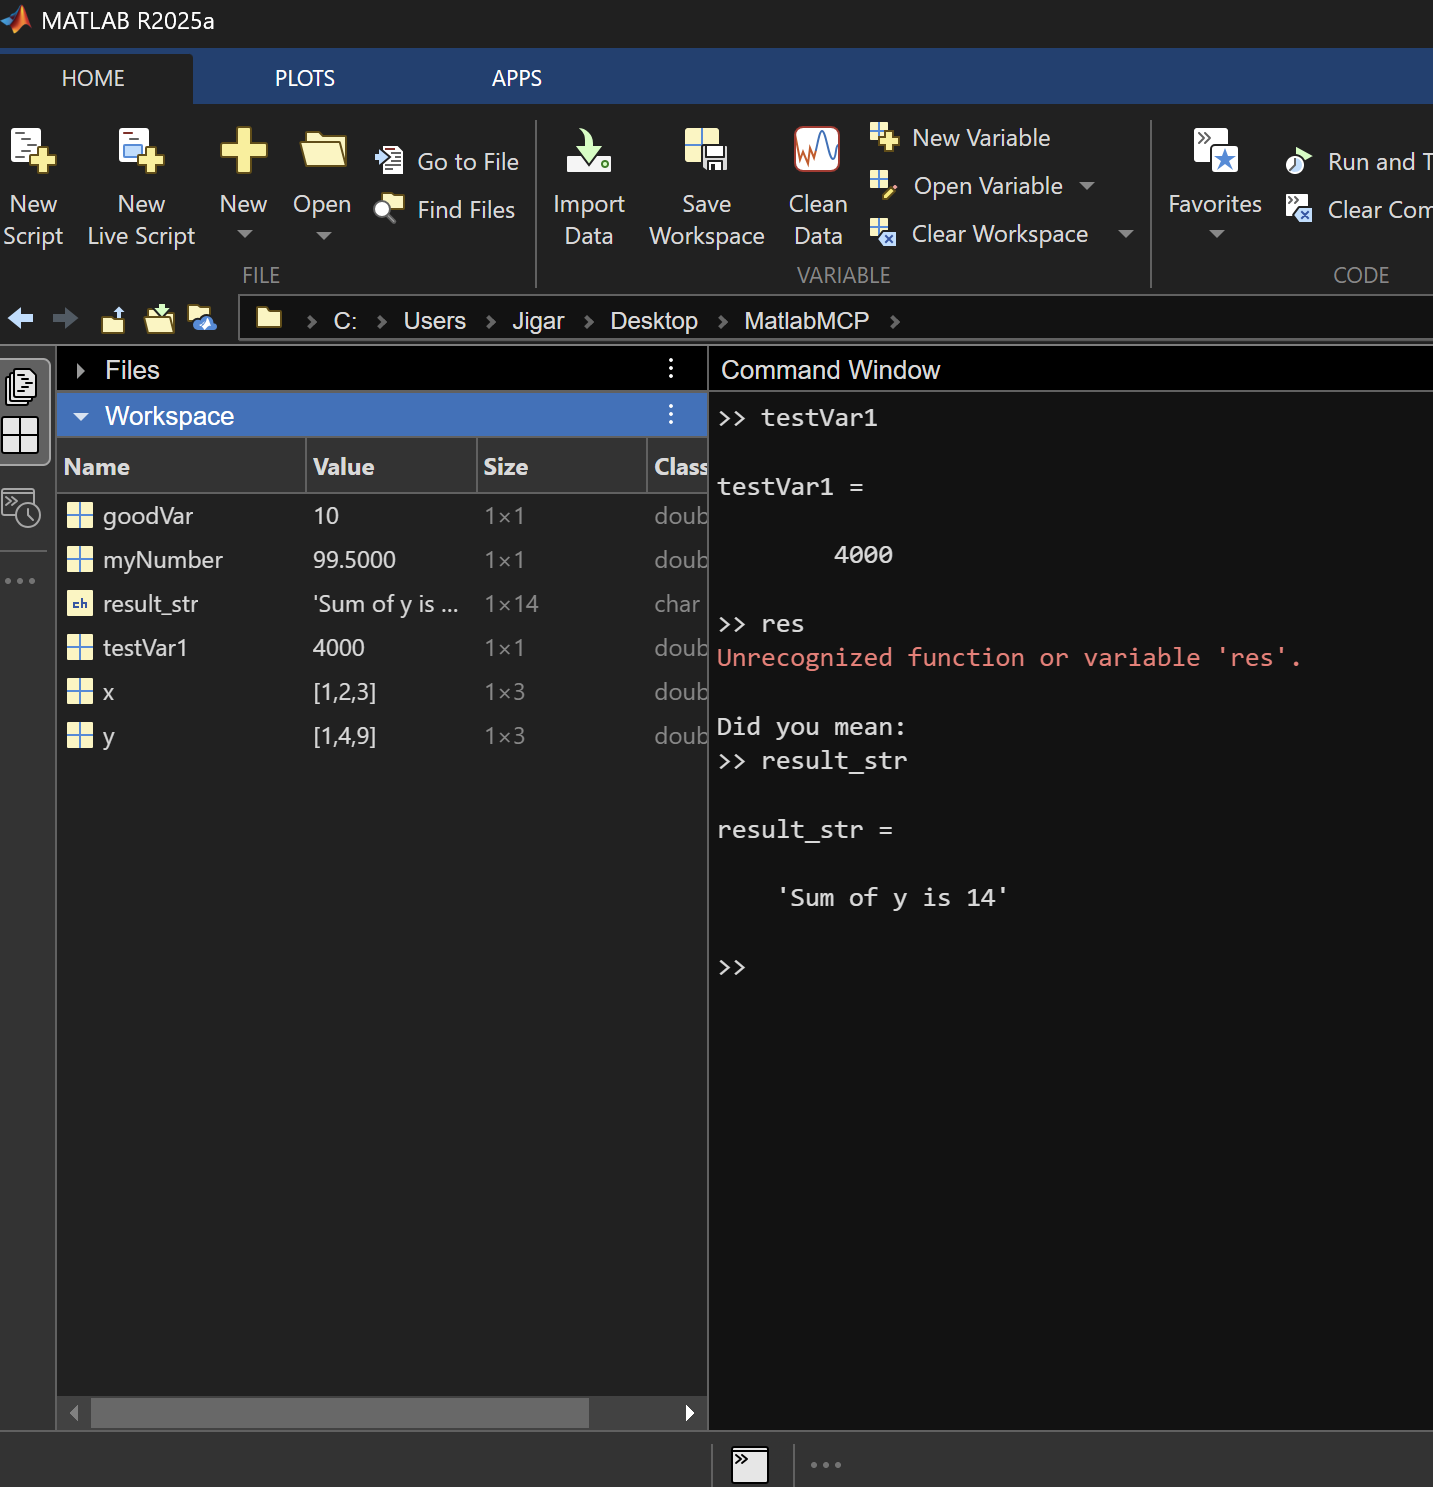 MATLAB R2025a
HOME PLOTS APPS
New Script
New Live Script
New
Open
Go to File
Find Files
FILE
Import Data
Save Workspace
Clean Data
New Variable
Open Variable
Clear Workspace
VARIABLE
Favorites
Run and T
Clear Com
CODE
C: Users Jigar Desktop MatlabMCP
Files
Workspace
Name Value Size Class
goodVar 10 1×1 doub
myNumber 99.5000 1×1 doub
ch result_str 'Sum of y is ... 1×14 char
testVar1 4000 1×1 doub
x [1,2,3] 1×3 doub
y [1,4,9] 1×3 doub
Command Window
>> testVar1
testVar1 =
4000
>> res
Unrecognized function or variable 'res'.
Did you mean:
>> result_str
result_str =
'Sum of y is 14'
>>